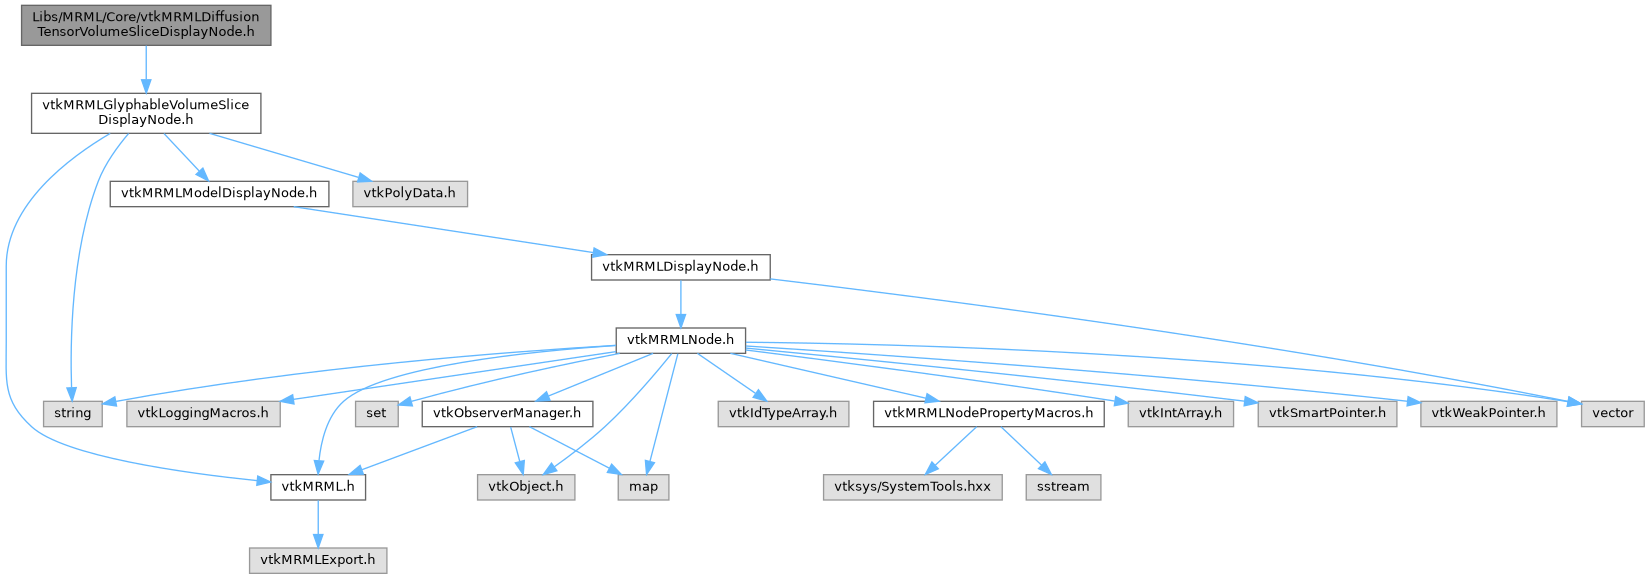 Libs/MRML/Core/vtkMRMLDiffusion
TensorVolumeSliceDisplayNode.h
vtkMRMLGlyphableVolumeSlice
DisplayNode.h
vtkMRMLModelDisplayNode.h
vtkPolyData.h
vtkMRMLDisplayNode.h
vtkMRMLNode.h
string
vtkLoggingMacros.h
set
vtkObserverManager.h
vtkIdTypeArray.h
vtkMRMLNodePropertyMacros.h
vtkIntArray.h
vtkSmartPointer.h
vtkWeakPointer.h
vector
vtkMRML.h
vtkObject.h
map
vtksys/SystemTools.hxx
sstream
vtkMRMLExport.h